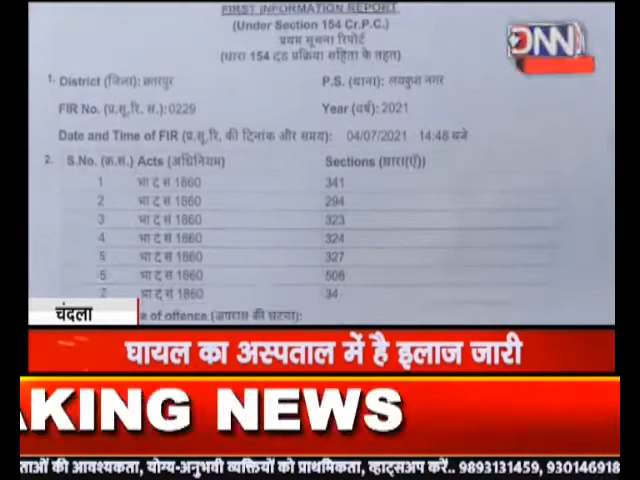 FIRST INFORMATION REPORT
(Under Section 154 Cr.P.C.)
प्रथम सूचना रिपोर्ट
(धारा 154 दंड प्रक्रिया संहिता के तहत)
DNN
1. District (जिला): छतरपुर P.S. (थाना): लवकुश नगर
FIR No. (प्र.सू.रि. सं.): 0229 Year (वर्ष): 2021
Date and Time of FIR (प्र.सू.रि. की दिनांक और समय): 04/07/2021 14:48 बजे
2. S.No. (क्र.सं.) Acts (अधिनियम) Sections (धारा(एँ))
1 भा द सं 1860 341
2 भा द सं 1860 294
3 भा द सं 1860 323
4 भा द सं 1860 324
5 भा द सं 1860 327
6 भा द सं 1860 506
7 भा द सं 1860 34
चंदला
e of offence (अपराध की घटना):
घायल का अस्पताल में है इलाज जारी
AKING NEWS
ताओं की आवश्यकता, योग्य-अनुभवी व्यक्तियों को प्राथमिकता, व्हाट्सअप करें.. 9893131459, 930146918